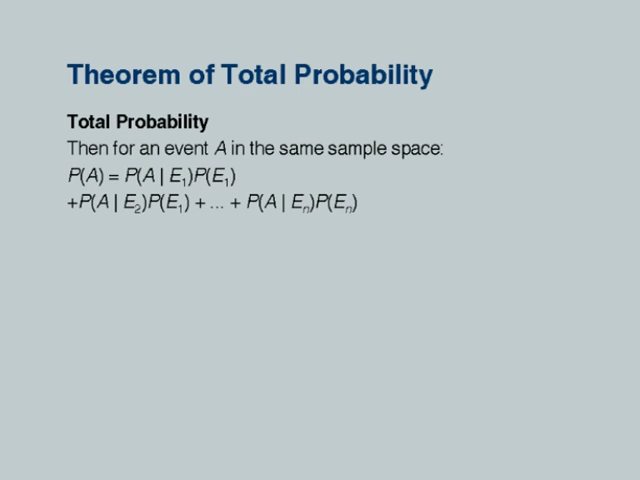 Theorem of Total Probability
Total Probability
Then for an event A in the same sample space:
P(A) = P(A | E₁)P(E₁)
+P(A | E₂)P(E₁) + ... + P(A | Eₙ)P(Eₙ)